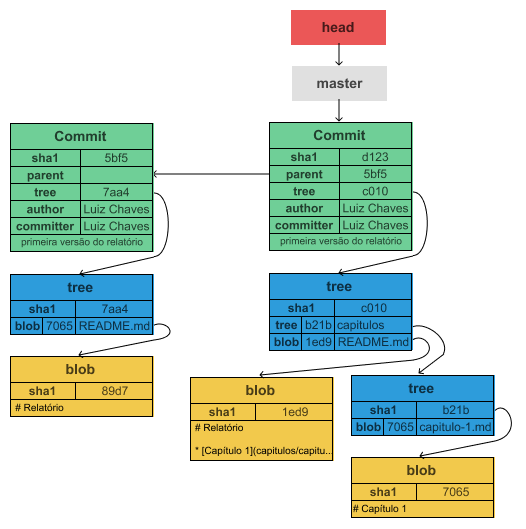 head
master
Commit
sha1 5bf5
parent
tree 7aa4
author Luiz Chaves
committer Luiz Chaves
primeira versão do relatório
Commit
sha1 d123
parent 5bf5
tree c010
author Luiz Chaves
committer Luiz Chaves
primeira versão do relatório
tree
sha1 7aa4
blob 7065 README.md
tree
sha1 c010
tree b21b capitulos
blob 1ed9 README.md
blob
sha1 89d7
# Relatório
blob
sha1 1ed9
# Relatório
* [Capítulo 1](capitulos/capitu...
tree
sha1 b21b
blob 7065 capitulo-1.md
blob
sha1 7065
# Capítulo 1